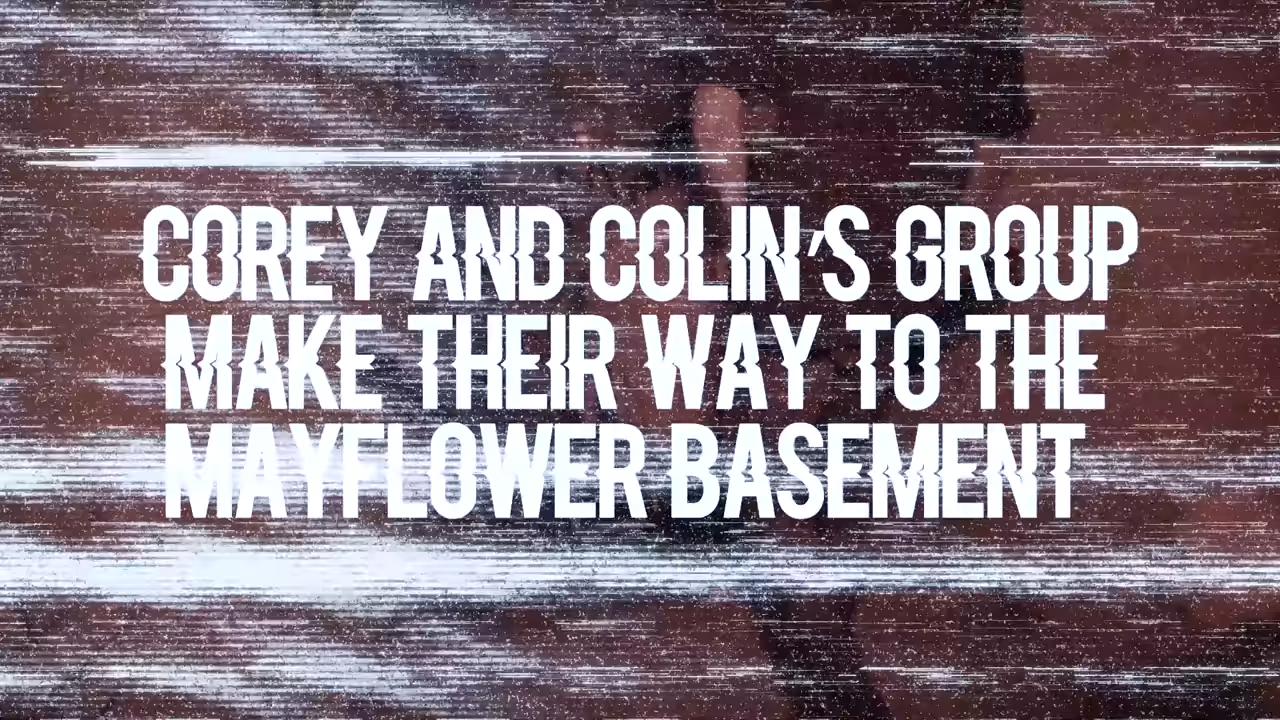 COREY AND COLIN'S GROUP
MAKE THEIR WAY TO THE
MAYFLOWER BASEMENT